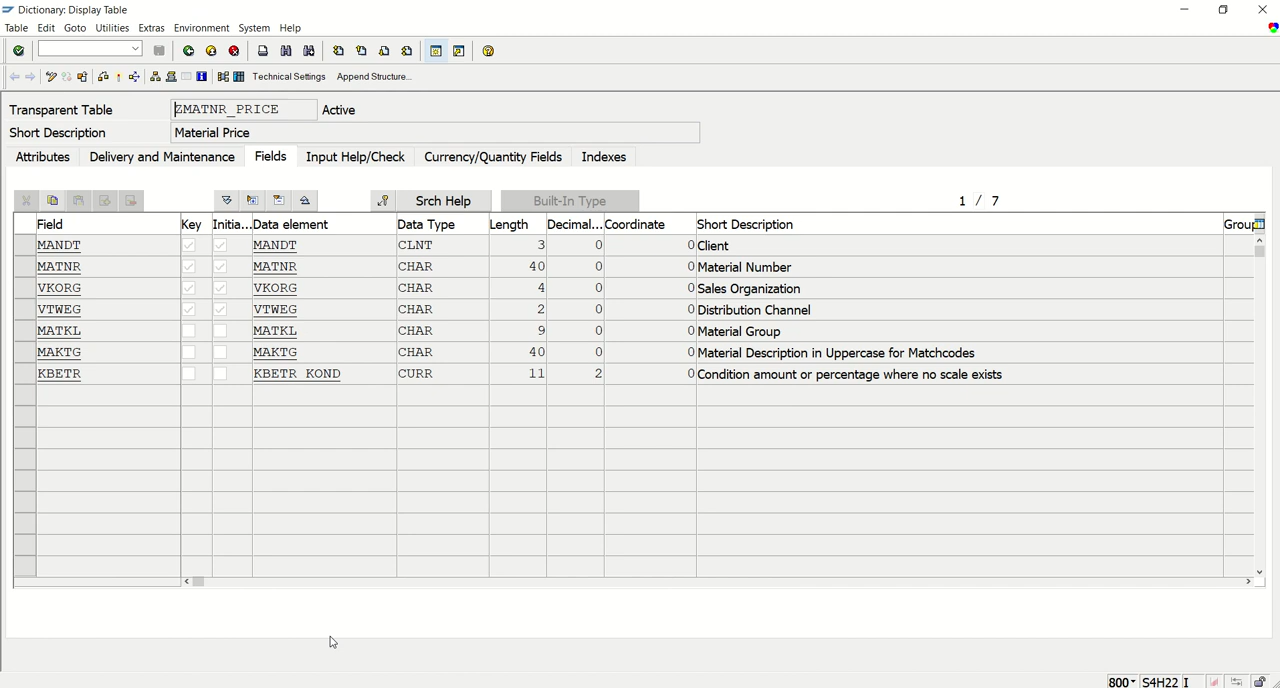 Dictionary: Display Table
Table Edit Goto Utilities Extras Environment System Help
Technical Settings Append Structure...
Transparent Table ZMATNR_PRICE Active
Short Description Material Price
Attributes Delivery and Maintenance Fields Input Help/Check Currency/Quantity Fields Indexes
Srch Help Built-In Type 1 / 7
Field Key Initia... Data element Data Type Length Decimal... Coordinate Short Description Group
MANDT MANDT CLNT 3 0 0 Client
MATNR MATNR CHAR 40 0 0 Material Number
VKORG VKORG CHAR 4 0 0 Sales Organization
VTWEG VTWEG CHAR 2 0 0 Distribution Channel
MATKL MATKL CHAR 9 0 0 Material Group
MAKTG MAKTG CHAR 40 0 0 Material Description in Uppercase for Matchcodes
KBETR KBETR_KOND CURR 11 2 0 Condition amount or percentage where no scale exists
800 S4H22 I